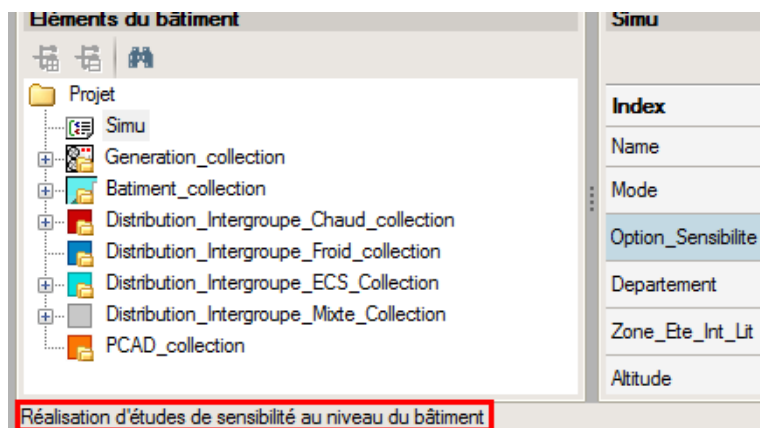 Eléments du bâtiment
Simu
Projet
Simu
Generation_collection
Batiment_collection
Distribution_Intergroupe_Chaud_collection
Distribution_Intergroupe_Froid_collection
Distribution_Intergroupe_ECS_Collection
Distribution_Intergroupe_Mixte_Collection
PCAD_collection
Index
Name
Mode
Option_Sensibilite
Departement
Zone_Ete_Int_Lit
Altitude
Réalisation d'études de sensibilité au niveau du bâtiment